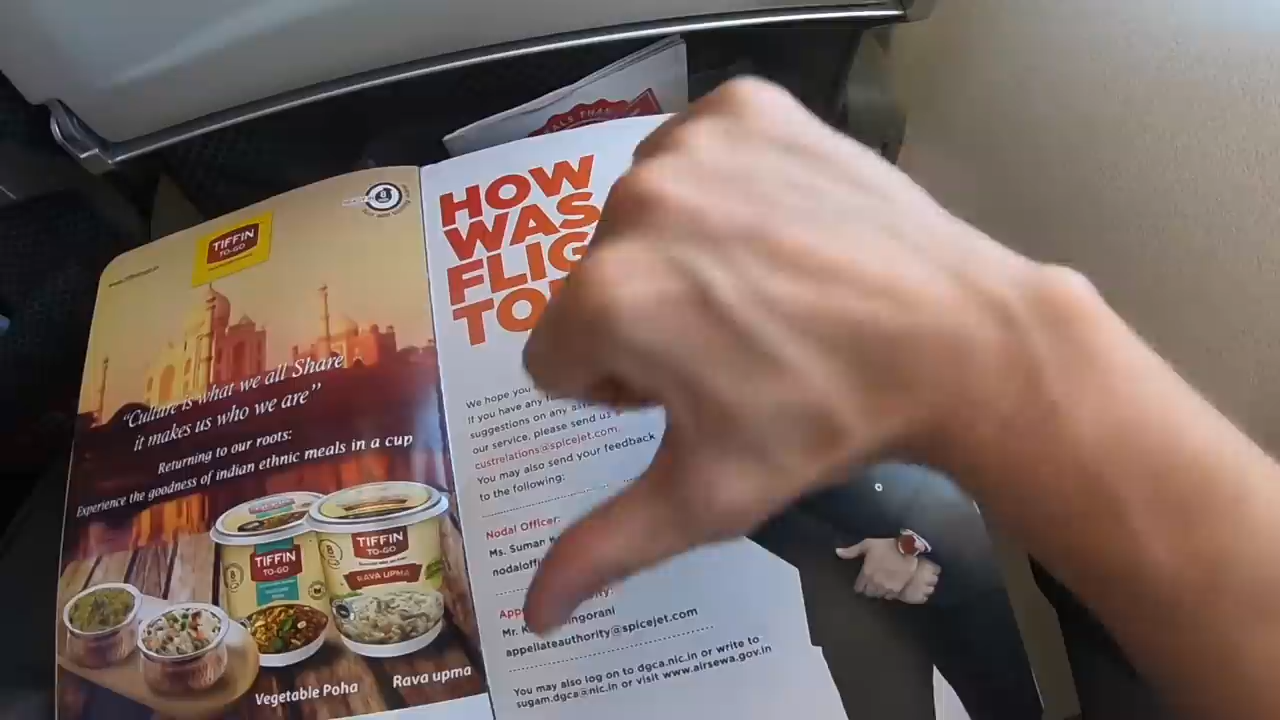 ALS THAN
TIFFIN
TO-GO
"Culture is what we all Share
it makes us who we are"
Returning to our roots:
Experience the goodness of indian ethnic meals in a cup
TIFFIN
TO-GO
TIFFIN
TO-GO
RAVA UPMA
Vegetable Poha
Rava upma
HOW
WAS
FLIG
TO
We hope you
If you have any
suggestions on any
our service, please send us
custrelations@spicejet.com.
You may also send your feedback
to the following:
Nodal Officer:
Ms. Suman
nodaloffi
App
Mr. K ingorani
appellateauthority@spicejet.com
You may also log on to dgca.nic.in or write to
sugam.dgca@nic.in or visit www.airsewa.gov.in